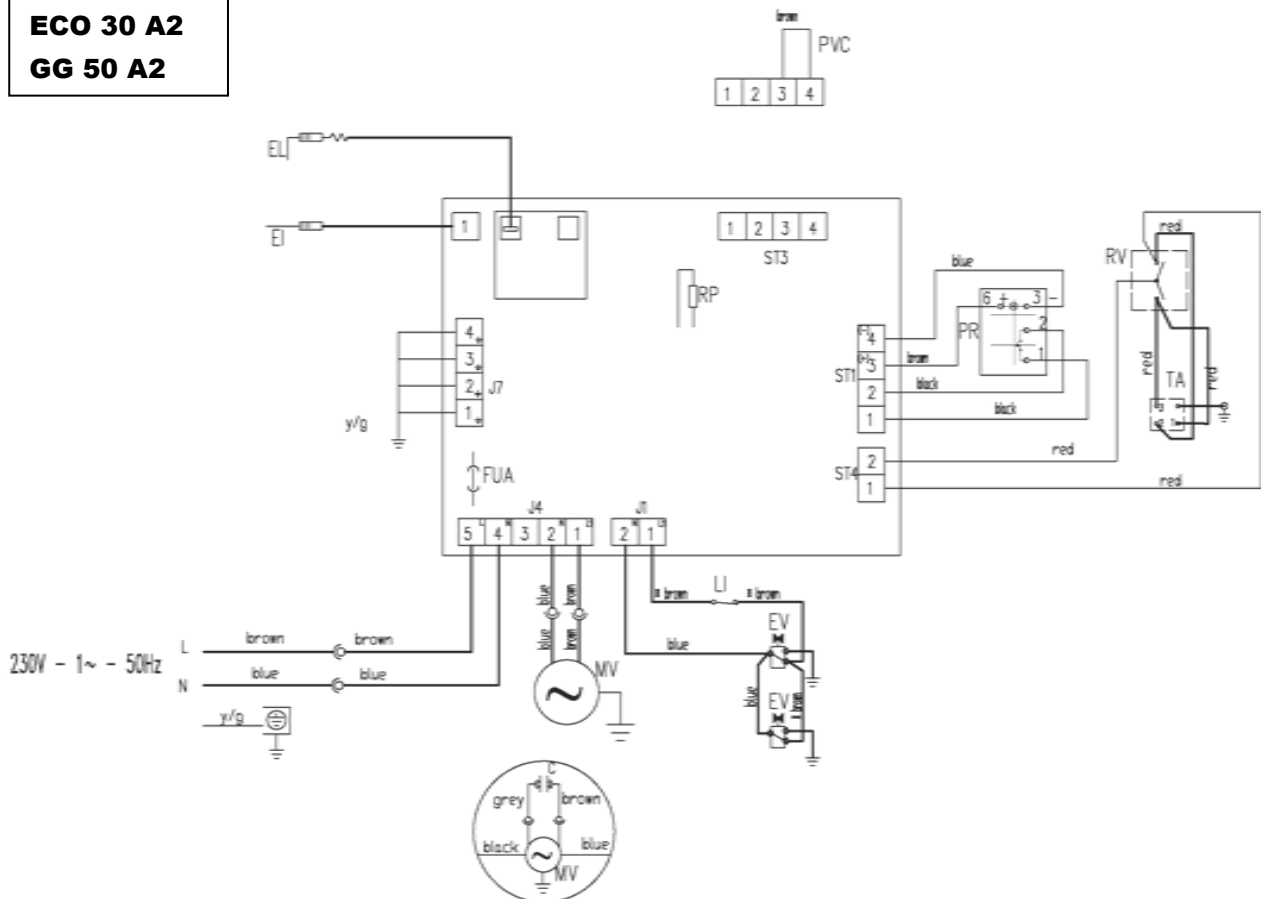 ECO 30 A2
GG 50 A2
brown
PVC
1 2 3 4
EL
EI
1
1 2 3 4
ST3
RP
blue
6 + 3 -
PR
2
1
brown
black
black
(-) 4
(+) 3
2
1
ST1
red
RV
red
red
TA
3 4
2 1
4
3
2
1
J7
y/g
FUA
2
1
ST4
red
red
J4
5 L 4 N 3 2 N 1
J1
2 N 1
blue
brown
blue
brown
brown
LI
brown
EV
blue
blue
brown
EV
230V - 1~ - 50Hz
L
brown
brown
N
blue
blue
y/g
MV
C
grey
brown
black
blue
MV